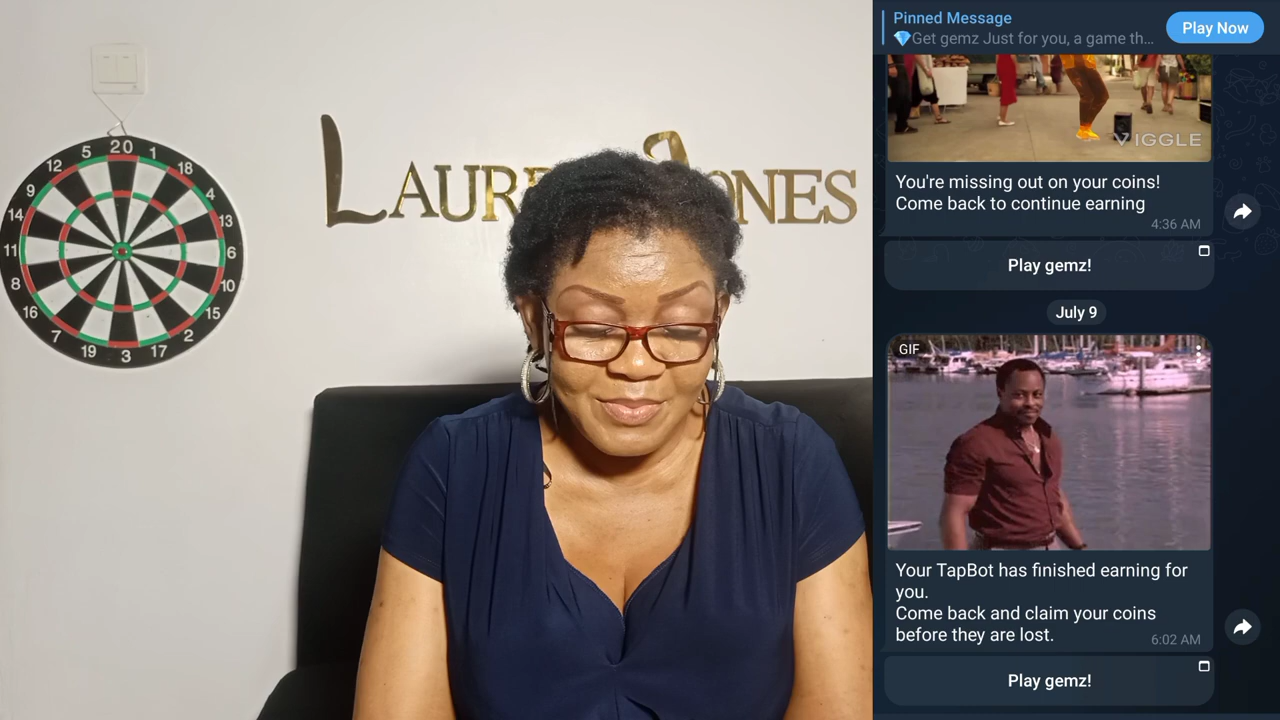 20
1
18
4
13
6
10
15
2
17
3
19
7
16
8
11
14
9
12
5
JONES
Pinned Message
💎Get gemz Just for you, a game th...
Play Now
VIGGLE
You're missing out on your coins!
Come back to continue earning
4:36 AM
Play gemz!
July 9
GIF
Your TapBot has finished earning for
you.
Come back and claim your coins
before they are lost.
6:02 AM
Play gemz!